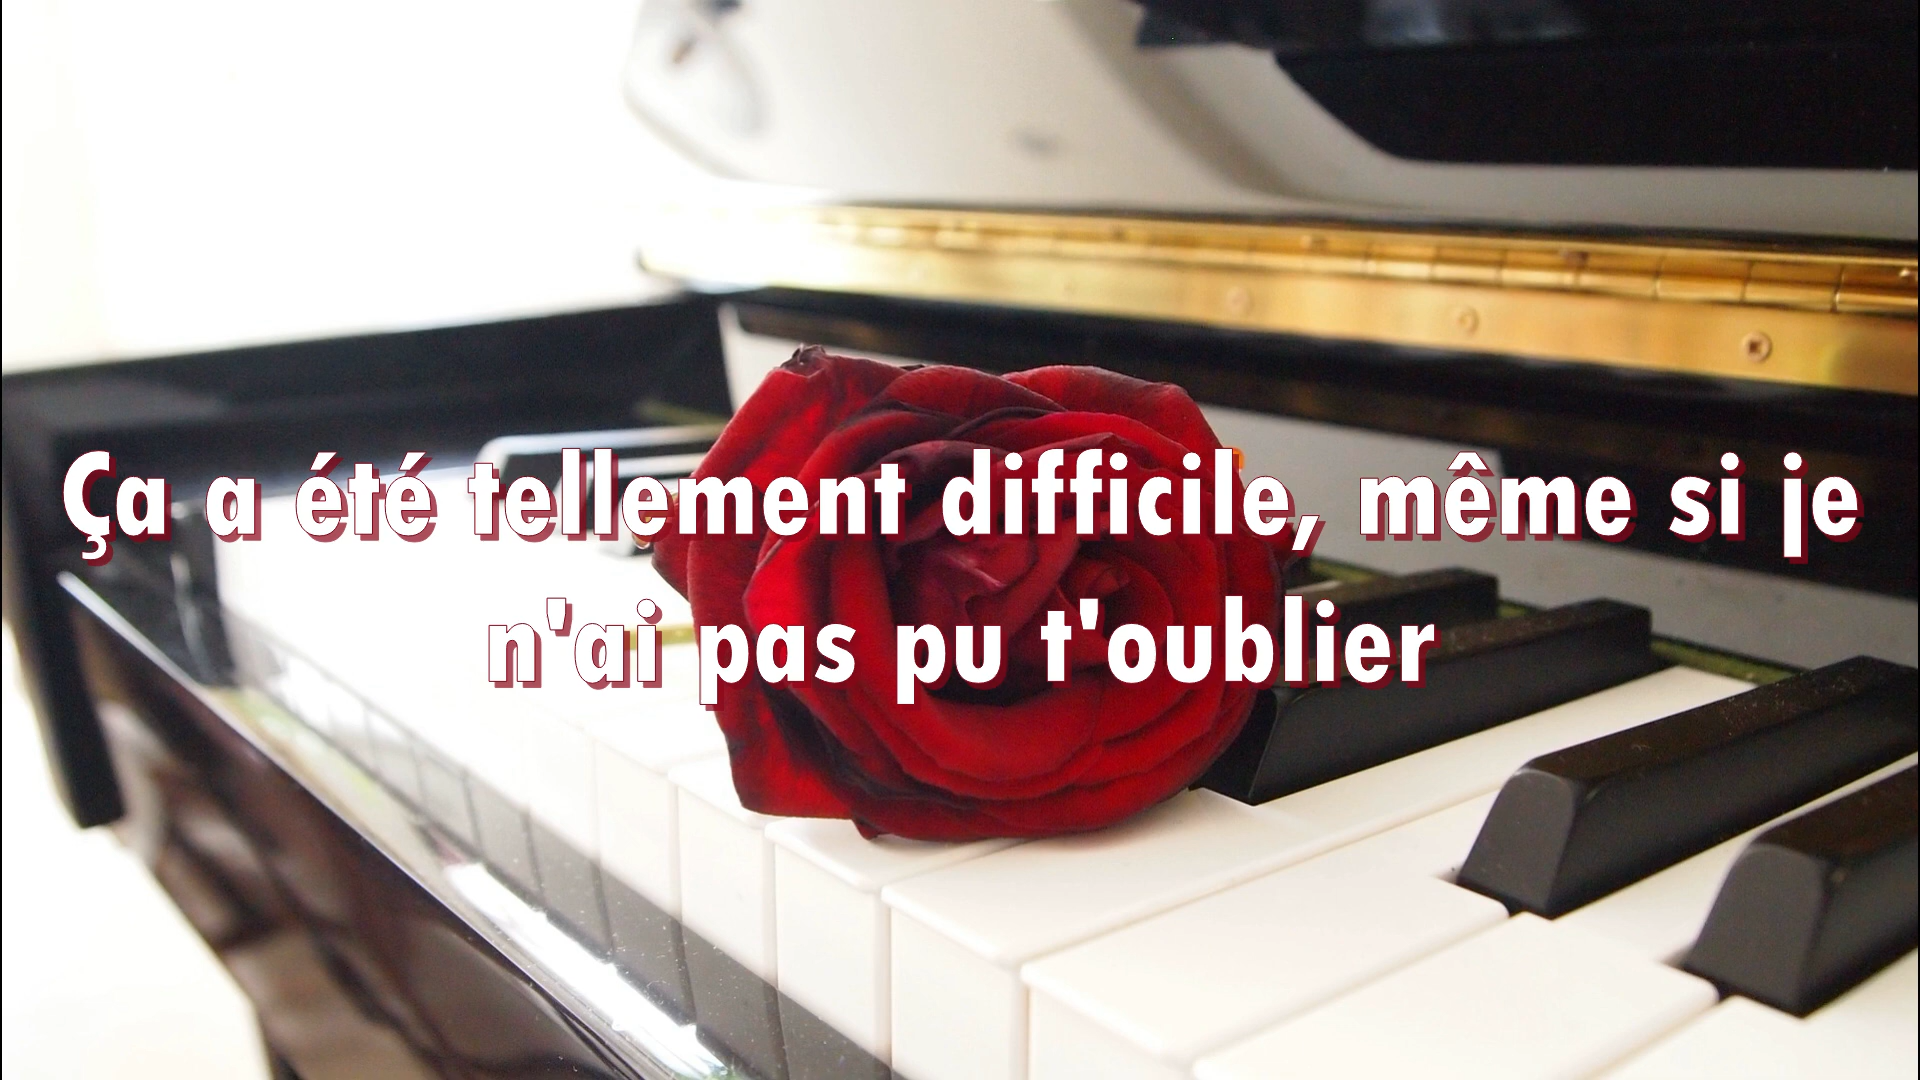 Ça a été tellement difficile, même si je
n'ai pas pu t'oublier